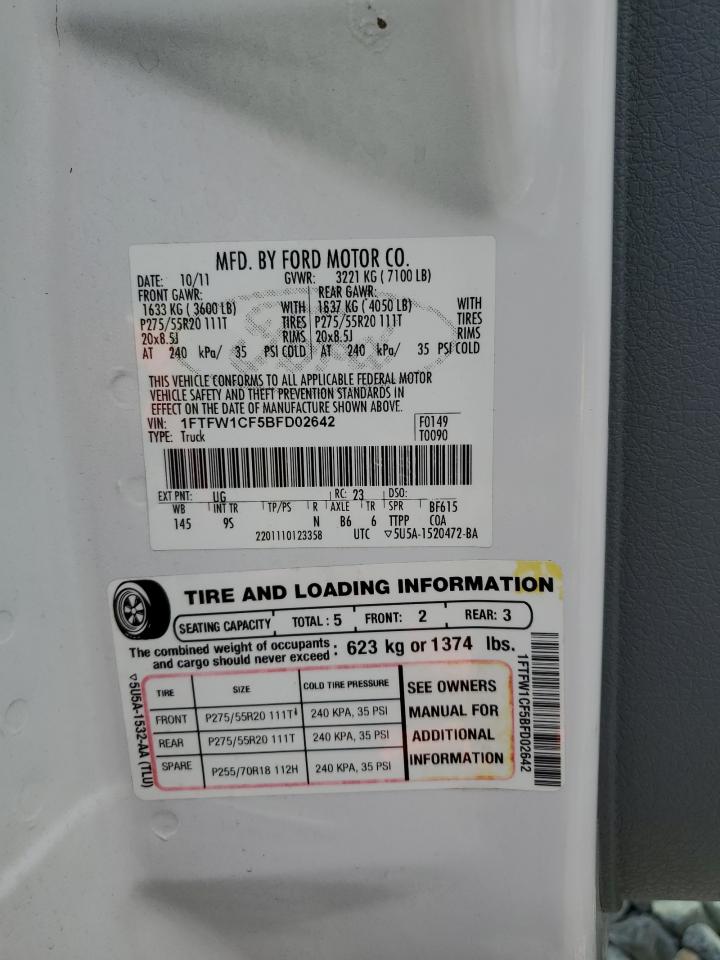 MFD. BY FORD MOTOR CO.
DATE: 10/11 GVWR: 3221 KG ( 7100 LB)
FRONT GAWR: REAR GAWR:
1633 KG ( 3600 LB) WITH 1837 KG ( 4050 LB) WITH
P275/55R20 111T TIRES P275/55R20 111T TIRES
20x8.5J RIMS 20x8.5J RIMS
AT 240 kPa/ 35 PSI COLD AT 240 kPa/ 35 PSI COLD
THIS VEHICLE CONFORMS TO ALL APPLICABLE FEDERAL MOTOR
VEHICLE SAFETY AND THEFT PREVENTION STANDARDS IN
EFFECT ON THE DATE OF MANUFACTURE SHOWN ABOVE.
VIN: 1FTFW1CF5BFD02642 F0149
TYPE: Truck T0090
EXT PNT: UG RC: 23 DSO:
WB INT TR TP/PS R AXLE TR SPR BF615
145 9S N B6 6 TTPP COA
2201110123358 UTC ▽5U5A-1520472-BA
TIRE AND LOADING INFORMATION
SEATING CAPACITY TOTAL : 5 FRONT: 2 REAR: 3
The combined weight of occupants
and cargo should never exceed : 623 kg or 1374 lbs.
TIRE SIZE COLD TIRE PRESSURE
FRONT P275/55R20 111T 240 KPA, 35 PSI
REAR P275/55R20 111T 240 KPA, 35 PSI
SPARE P255/70R18 112H 240 KPA, 35 PSI
SEE OWNERS
MANUAL FOR
ADDITIONAL
INFORMATION
▽5U5A-1532-AA (TLU)
1FTFW1CF5BFD02642